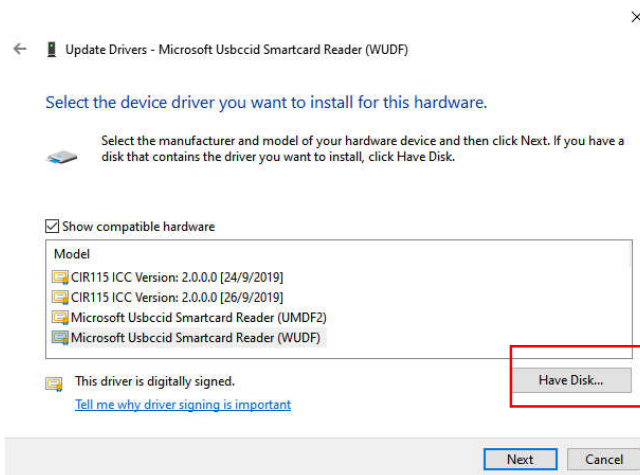 Update Drivers - Microsoft Usbccid Smartcard Reader (WUDF)
Select the device driver you want to install for this hardware.
Select the manufacturer and model of your hardware device and then click Next. If you have a
disk that contains the driver you want to install, click Have Disk.
Show compatible hardware
Model
CIR115 ICC Version: 2.0.0.0 [24/9/2019]
CIR115 ICC Version: 2.0.0.0 [26/9/2019]
Microsoft Usbccid Smartcard Reader (UMDF2)
Microsoft Usbccid Smartcard Reader (WUDF)
This driver is digitally signed.
Have Disk...
Tell me why driver signing is important
Next
Cancel